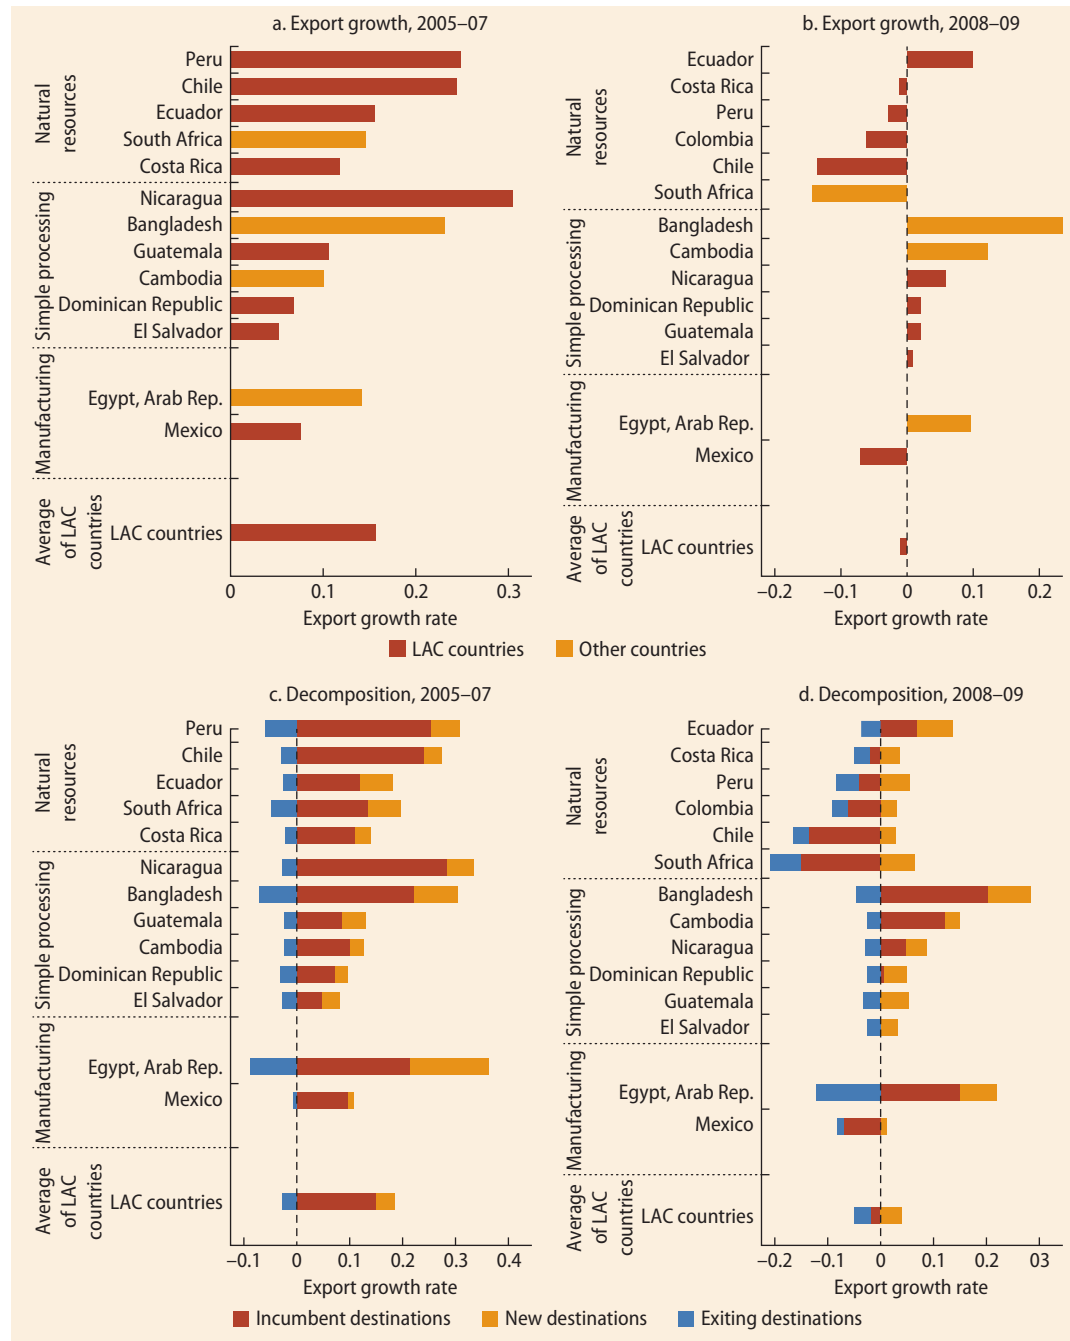 a. Export growth, 2005–07
Natural
resources
Peru
Chile
Ecuador
South Africa
Costa Rica
Simple processing
Nicaragua
Bangladesh
Guatemala
Cambodia
Dominican Republic
El Salvador
Manufacturing
Egypt, Arab Rep.
Mexico
Average
of LAC
countries
LAC countries
0 0.1 0.2 0.3
Export growth rate
b. Export growth, 2008–09
Natural
resources
Ecuador
Costa Rica
Peru
Colombia
Chile
South Africa
Simple processing
Bangladesh
Cambodia
Nicaragua
Dominican Republic
Guatemala
El Salvador
Manufacturing
Egypt, Arab Rep.
Mexico
Average
of LAC
countries
LAC countries
–0.2 –0.1 0 0.1 0.2
Export growth rate
LAC countries Other countries
c. Decomposition, 2005–07
Natural
resources
Peru
Chile
Ecuador
South Africa
Costa Rica
Simple processing
Nicaragua
Bangladesh
Guatemala
Cambodia
Dominican Republic
El Salvador
Manufacturing
Egypt, Arab Rep.
Mexico
Average
of LAC
countries
LAC countries
–0.1 0 0.1 0.2 0.3 0.4
Export growth rate
d. Decomposition, 2008–09
Natural
resources
Ecuador
Costa Rica
Peru
Colombia
Chile
South Africa
Simple processing
Bangladesh
Cambodia
Nicaragua
Dominican Republic
Guatemala
El Salvador
Manufacturing
Egypt, Arab Rep.
Mexico
Average
of LAC
countries
LAC countries
–0.2 –0.1 0 0.1 0.2 0.3
Export growth rate
Incumbent destinations New destinations Exiting destinations